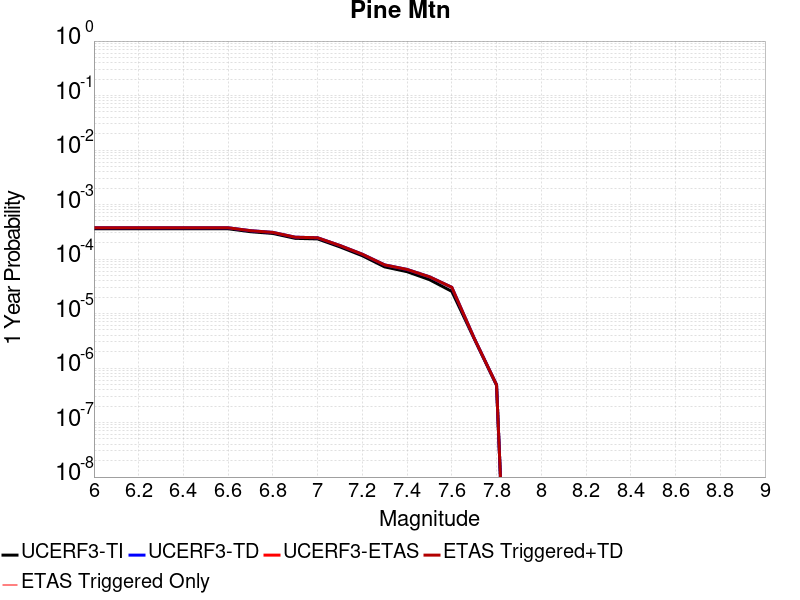 Pine Mtn
10^0
10^-1
10^-2
10^-3
10^-4
10^-5
10^-6
10^-7
10^-8
1 Year Probability
6 6.2 6.4 6.6 6.8 7 7.2 7.4 7.6 7.8 8 8.2 8.4 8.6 8.8 9
Magnitude
UCERF3-TI UCERF3-TD UCERF3-ETAS ETAS Triggered+TD
ETAS Triggered Only